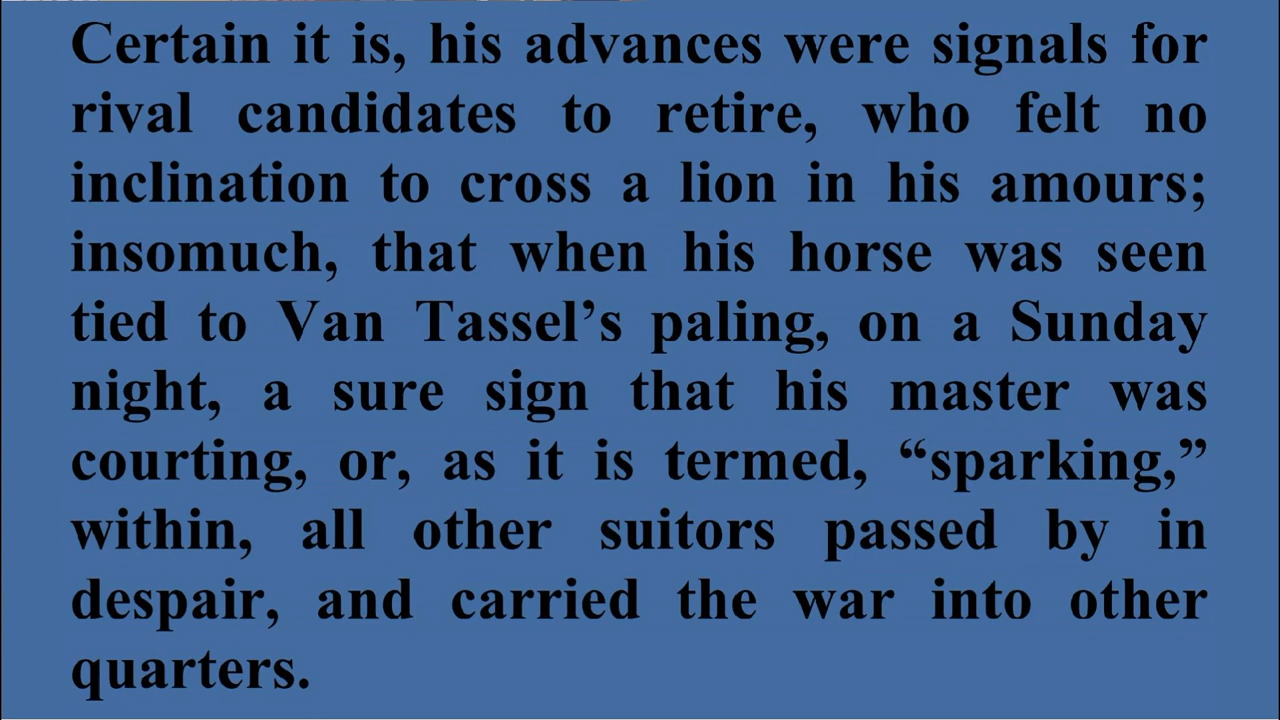 Certain it is, his advances were signals for
rival candidates to retire, who felt no
inclination to cross a lion in his amours;
insomuch, that when his horse was seen
tied to Van Tassel’s paling, on a Sunday
night, a sure sign that his master was
courting, or, as it is termed, “sparking,”
within, all other suitors passed by in
despair, and carried the war into other
quarters.